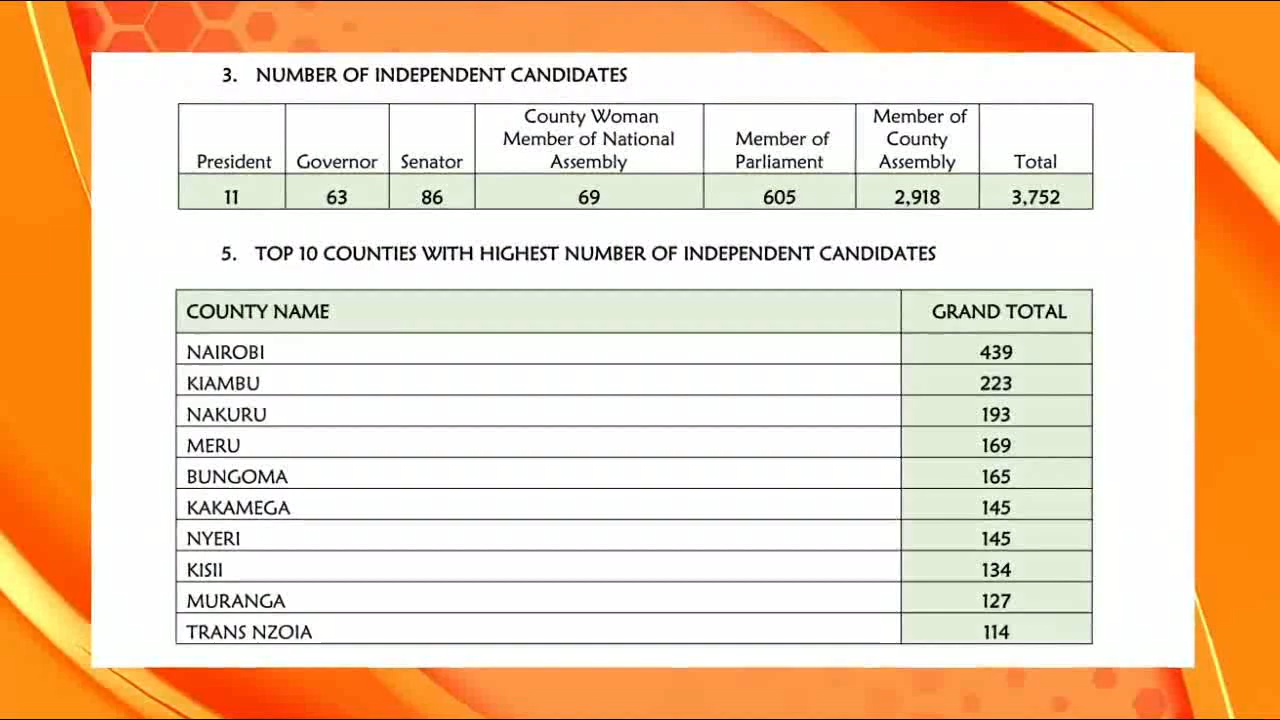 3. NUMBER OF INDEPENDENT CANDIDATES
County Woman Member of
Member of National Member of County
President Governor Senator Assembly Parliament Assembly Total
11 63 86 69 605 2,918 3,752
5. TOP 10 COUNTIES WITH HIGHEST NUMBER OF INDEPENDENT CANDIDATES
COUNTY NAME GRAND TOTAL
NAIROBI 439
KIAMBU 223
NAKURU 193
MERU 169
BUNGOMA 165
KAKAMEGA 145
NYERI 145
KISII 134
MURANGA 127
TRANS NZOIA 114